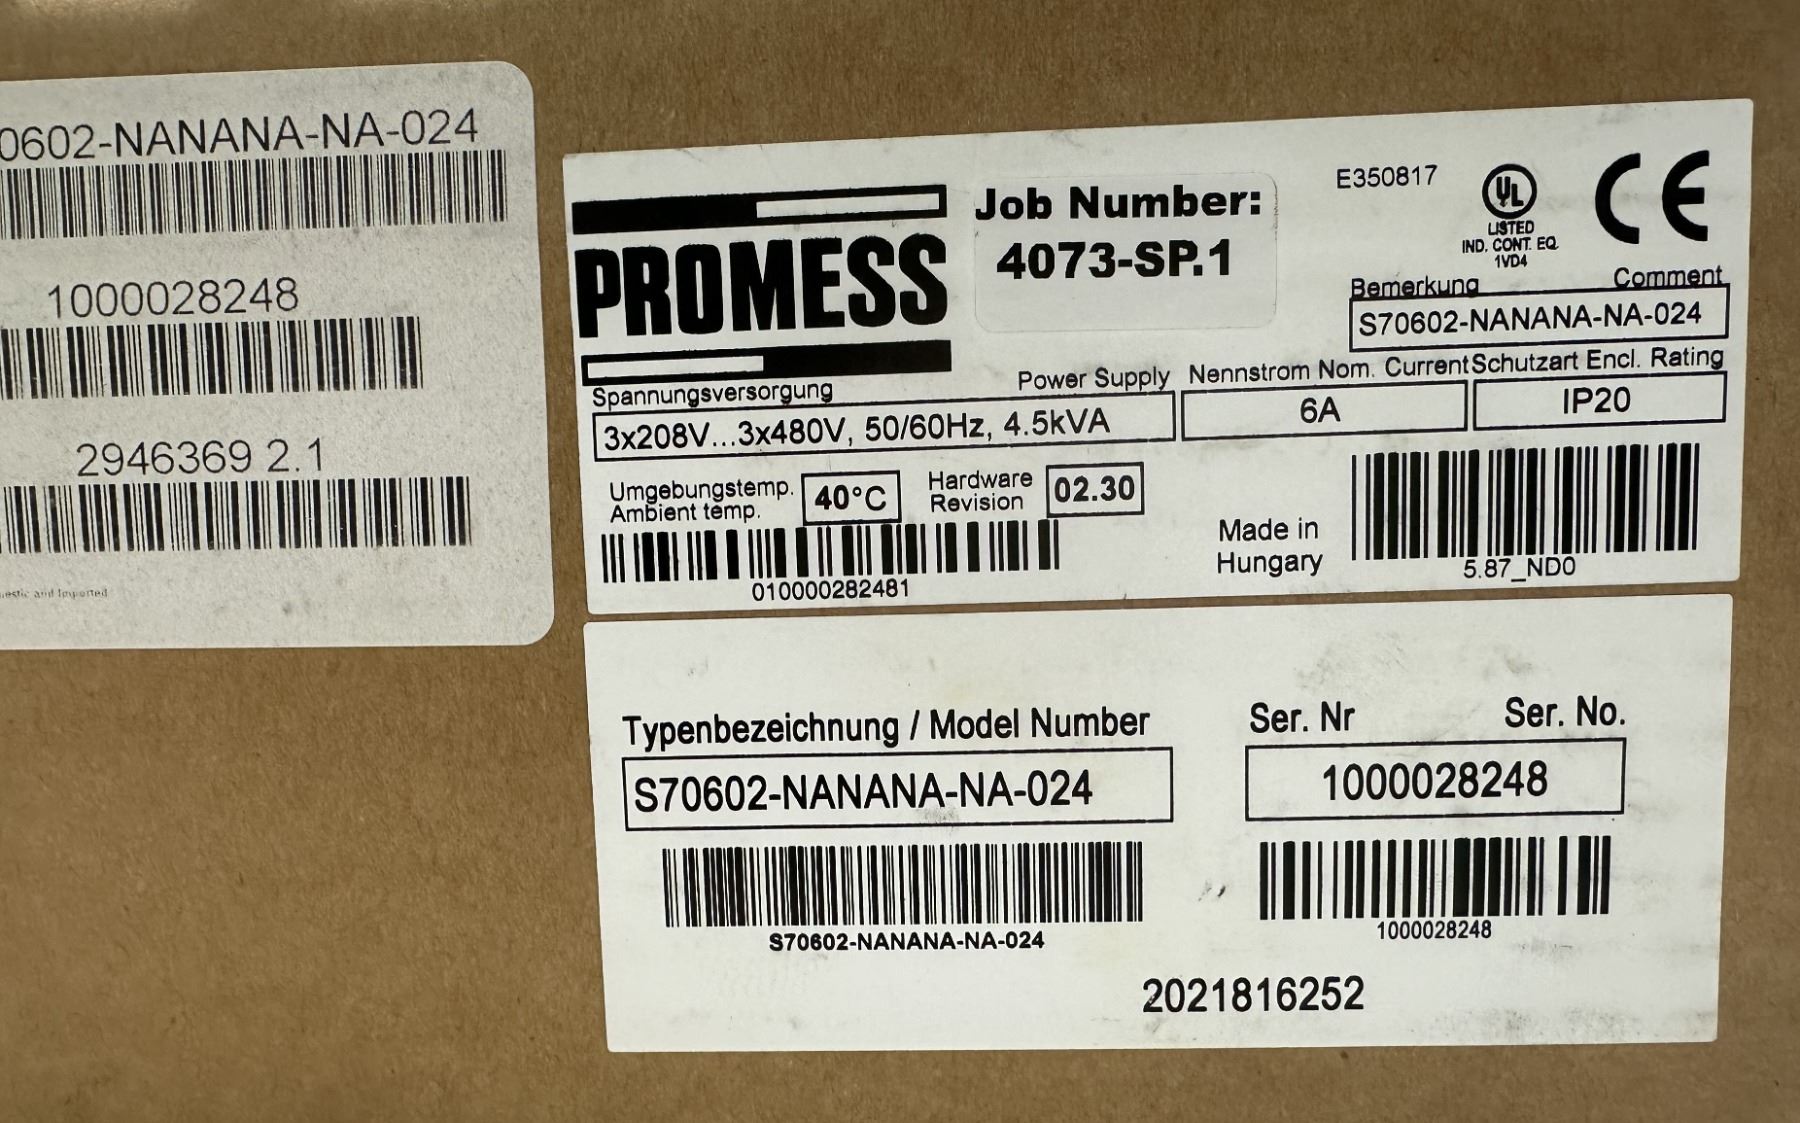 0602-NANANA-NA-024
1000028248
2946369 2.1
and Imported
PROMESS
Job Number:
4073-SP.1
E350817
UL
LISTED
IND. CONT. EQ.
1VD4
CE
Bemerkung Comment
S70602-NANANA-NA-024
Spannungsversorgung Power Supply
3x208V...3x480V, 50/60Hz, 4.5kVA
Nennstrom Nom. Current
6A
Schutzart Encl. Rating
IP20
Umgebungstemp.
Ambient temp.
40°C
Hardware
Revision
02.30
010000282481
Made in
Hungary
5.87_ND0
Typenbezeichnung / Model Number
S70602-NANANA-NA-024
S70602-NANANA-NA-024
Ser. Nr Ser. No.
1000028248
1000028248
2021816252